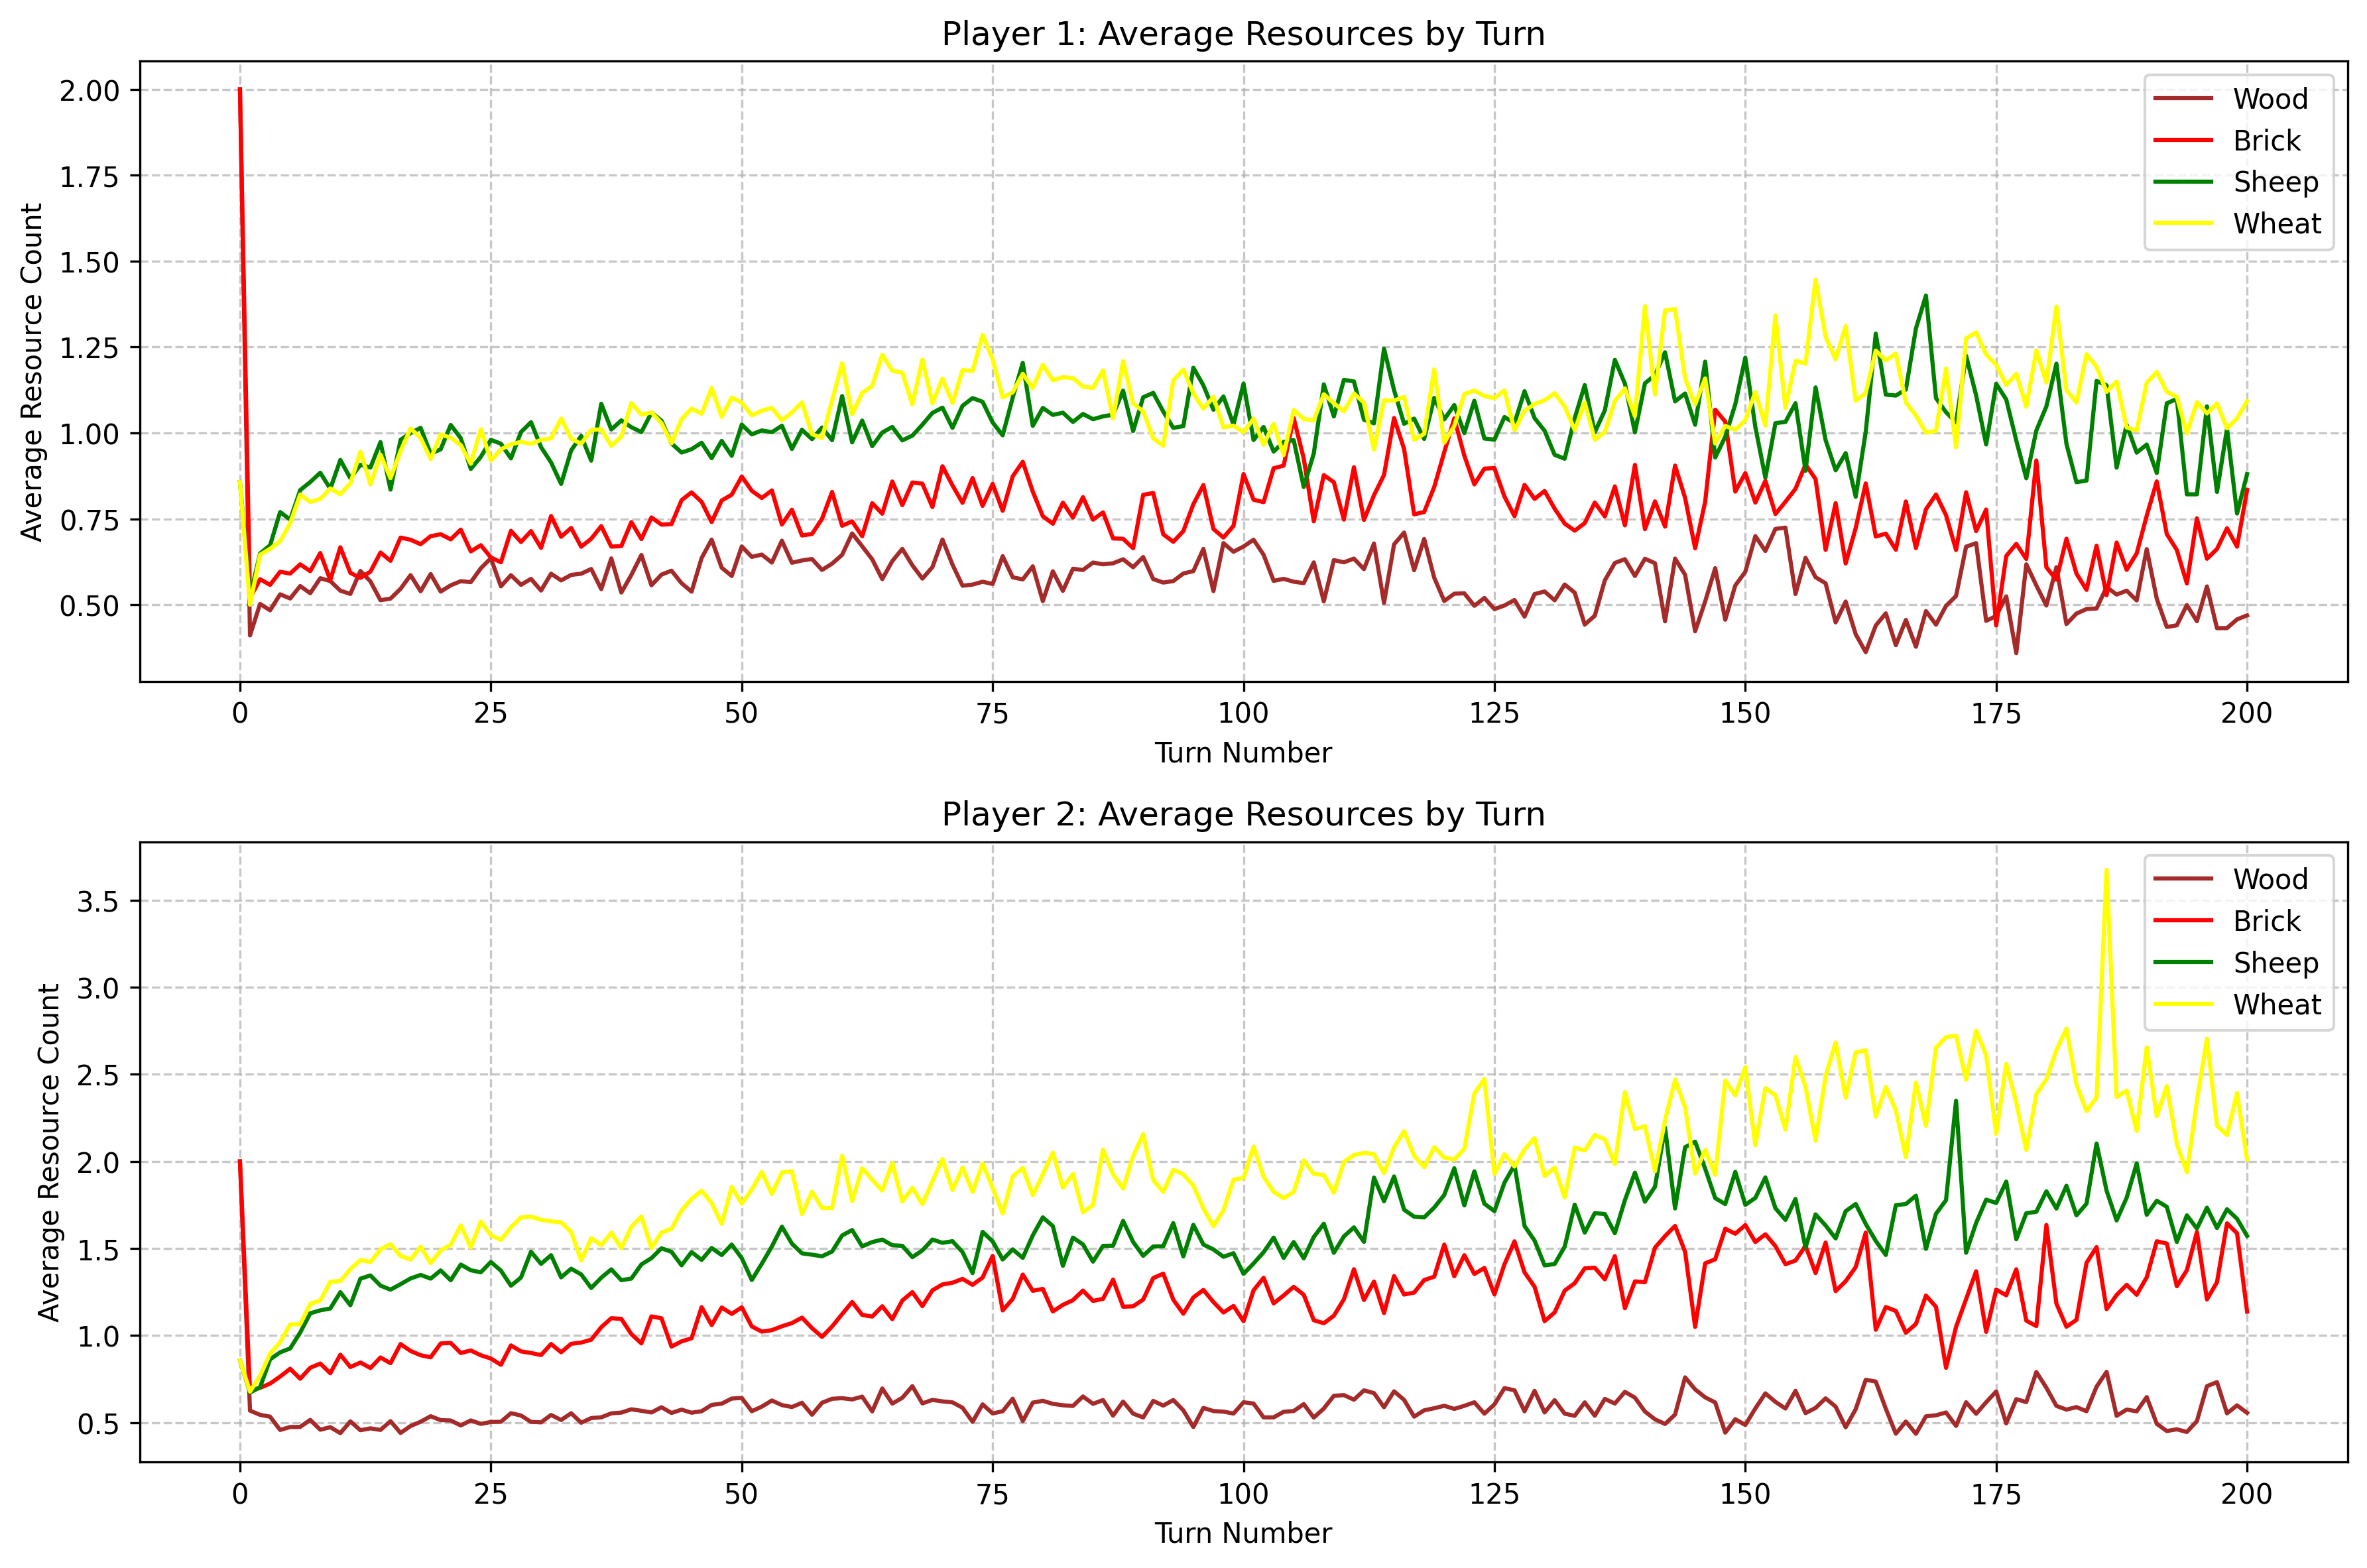 Player 1: Average Resources by Turn
Average Resource Count
2.00
1.75
1.50
1.25
1.00
0.75
0.50
Wood
Brick
Sheep
Wheat
0 25 50 75 100 125 150 175 200
Turn Number
Player 2: Average Resources by Turn
Average Resource Count
3.5
3.0
2.5
2.0
1.5
1.0
0.5
Wood
Brick
Sheep
Wheat
0 25 50 75 100 125 150 175 200
Turn Number